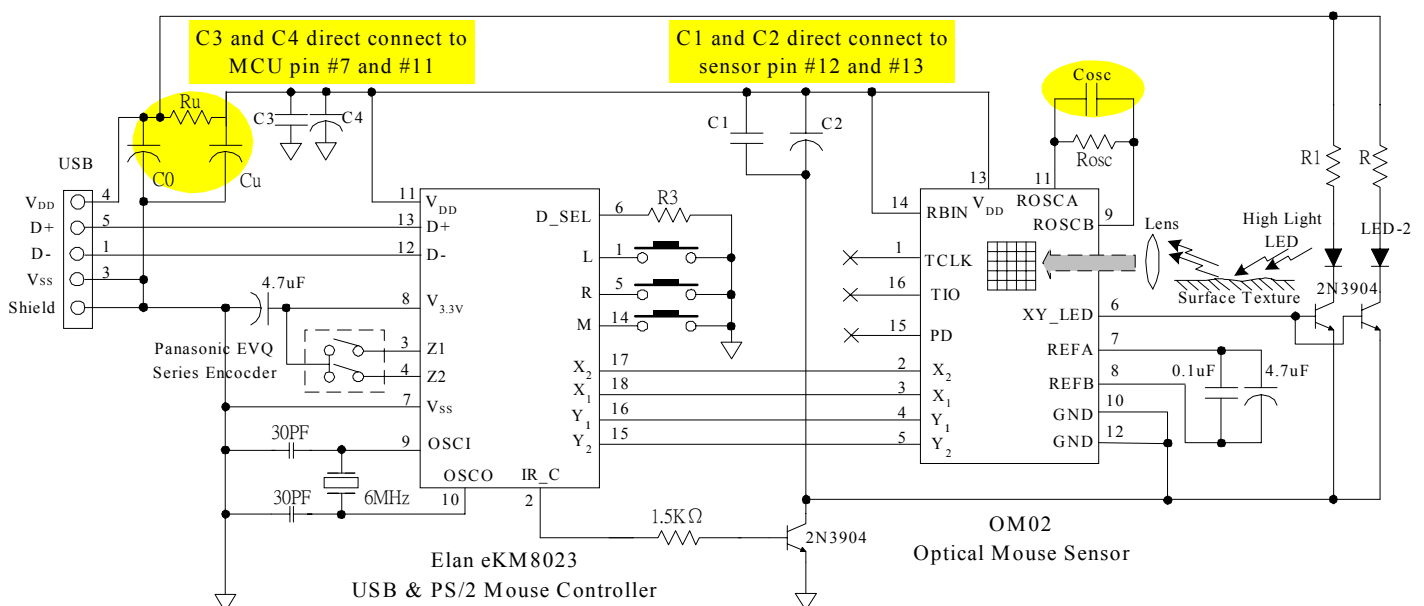 C3 and C4 direct connect to
MCU pin #7 and #11
C1 and C2 direct connect to
sensor pin #12 and #13
Cosc
Ru
C3
C4
C1
C2
Rosc
R1
R
USB
C0
Cu
VDD
4
D+
5
D-
1
Vss
3
Shield
4.7uF
Panasonic EVQ
Series Enocder
30PF
30PF
6MHz
11
VDD
13
D+
12
D-
8
V3.3V
3
Z1
4
Z2
7
Vss
9
OSCI
OSCO
10
IR_C
2
D_SEL
6
R3
L
1
R
5
M
14
X2
17
X1
18
Y1
16
Y2
15
1.5KΩ
2N3904
Elan eKM8023
USB & PS/2 Mouse Controller
13
VDD
11
ROSCA
ROSCB
9
14
RBIN
1
TCLK
16
TIO
15
PD
2
X2
3
X1
4
Y1
5
Y2
XY_LED
6
REFA
7
REFB
8
GND
10
GND
12
Lens
High Light
LED
LED-2
Surface Texture
2N3904
0.1uF
4.7uF
OM02
Optical Mouse Sensor